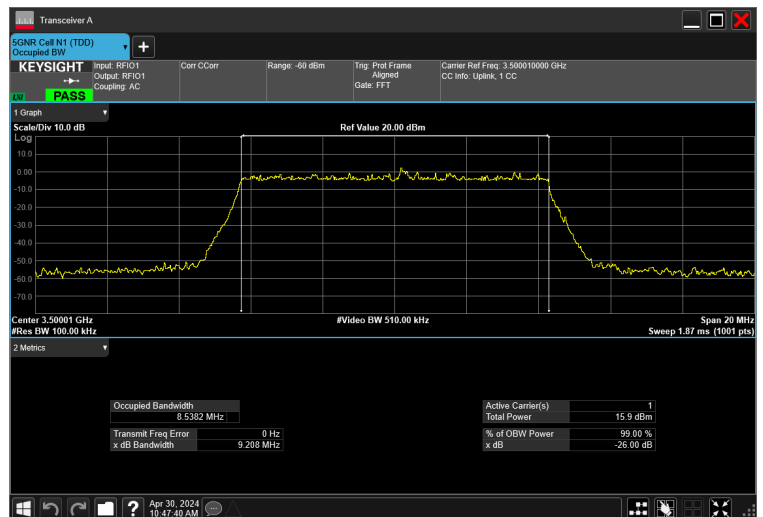 Transceiver A
5GNR Cell N1 (TDD)
Occupied BW
KEYSIGHT
Input: RFIO1
Output: RFIO1
Coupling: AC
Corr CCorr
Range: -60 dBm
Trig: Prot Frame
Aligned
Gate: FFT
Carrier Ref Freq: 3.500010000 GHz
CC Info: Uplink, 1 CC
LXI
PASS
1 Graph
Scale/Div 10.0 dB
Ref Value 20.00 dBm
Log
10.0
0.00
-10.0
-20.0
-30.0
-40.0
-50.0
-60.0
-70.0
Center 3.50001 GHz
#Video BW 510.00 kHz
Span 20 MHz
#Res BW 100.00 kHz
Sweep 1.87 ms (1001 pts)
2 Metrics
Occupied Bandwidth
8.5382 MHz
Active Carrier(s) 1
Total Power 15.9 dBm
Transmit Freq Error 0 Hz
x dB Bandwidth 9.208 MHz
% of OBW Power 99.00 %
x dB -26.00 dB
Apr 30, 2024
10:47:40 AM